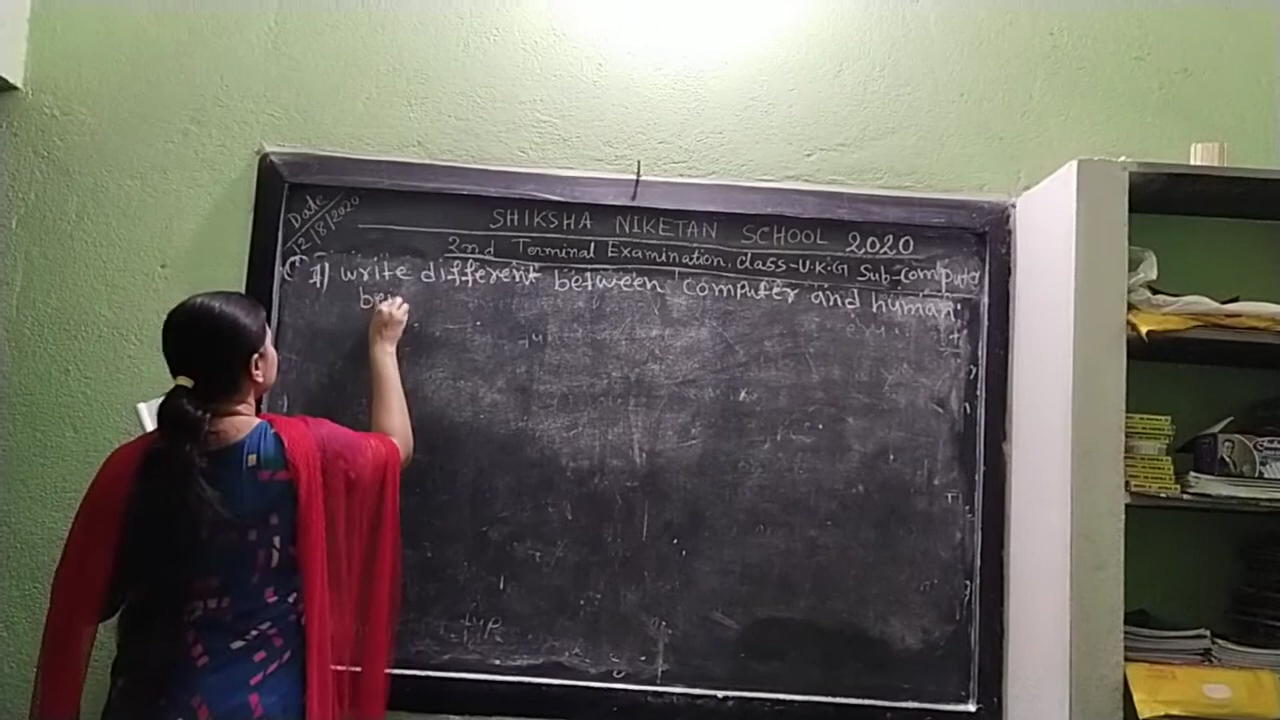 Date
12/8/2020
SHIKSHA NIKETAN SCHOOL 2020
2nd Terminal Examination, Class-U.K.G Sub-Compute
1) write different between computer and human
be